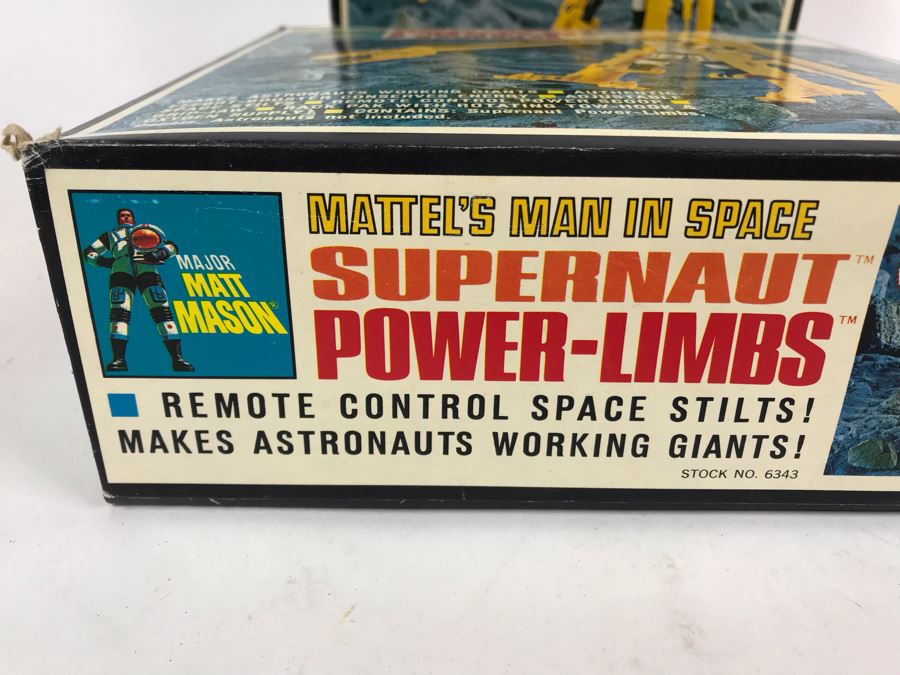 MAJOR
MATT
MASON®
MATTEL'S MAN IN SPACE
SUPERNAUT™
POWER-LIMBS™
REMOTE CONTROL SPACE STILTS!
MAKES ASTRONAUTS WORKING GIANTS!
STOCK NO. 6343